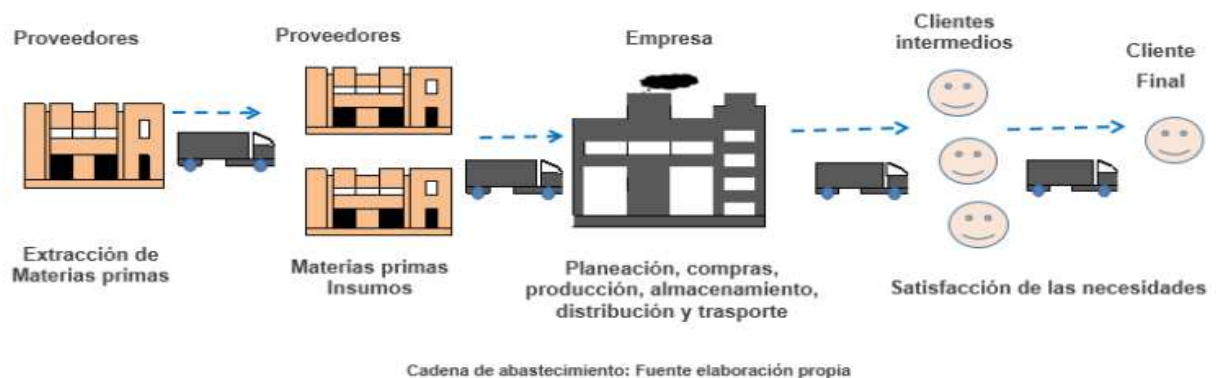 Proveedores
Proveedores
Empresa
Clientes
intermedios
Cliente
Final
Extracción de
Materias primas
Materias primas
Insumos
Planeación, compras,
producción, almacenamiento,
distribución y trasporte
Satisfacción de las necesidades
Cadena de abastecimiento: Fuente elaboración propia